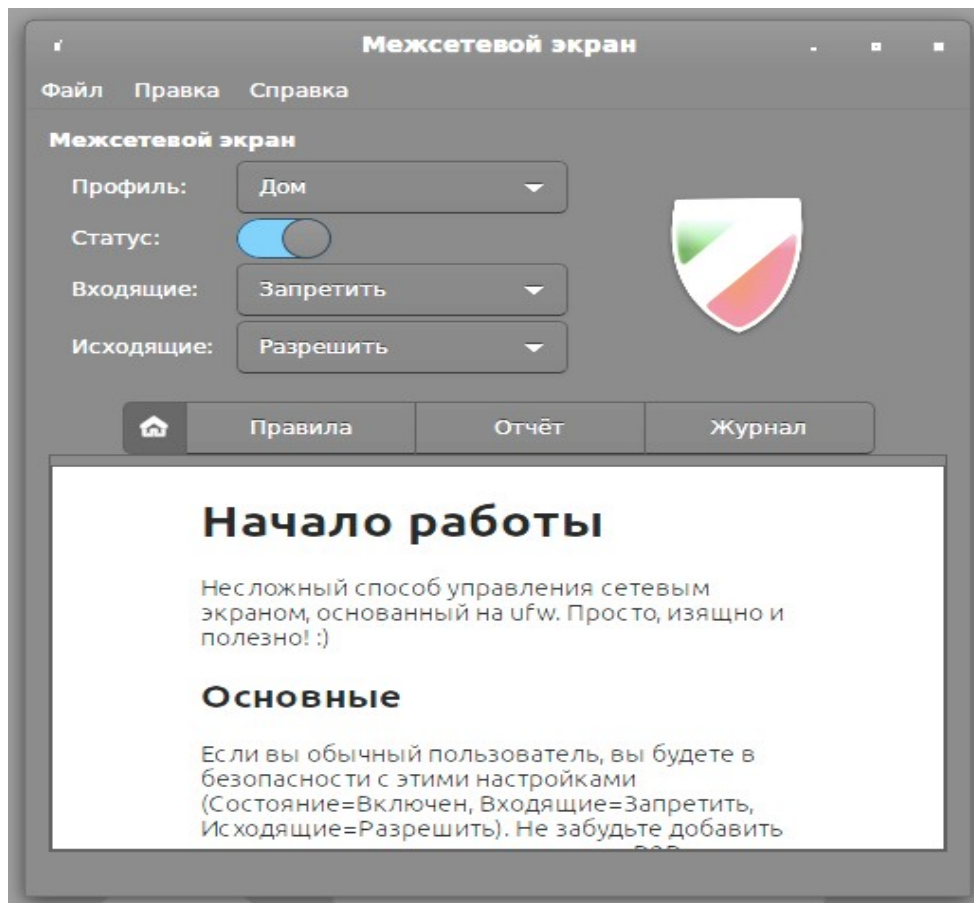 Межсетевой экран
Файл Правка Справка
Межсетевой экран
Профиль: Дом
Статус:
Входящие: Запретить
Исходящие: Разрешить
Правила Отчёт Журнал
Начало работы
Несложный способ управления сетевым
экраном, основанный на ufw. Просто, изящно и
полезно! :)
Основные
Если вы обычный пользователь, вы будете в
безопасности с этими настройками
(Состояние=Включен, Входящие=Запретить,
Исходящие=Разрешить). Не забудьте добавить